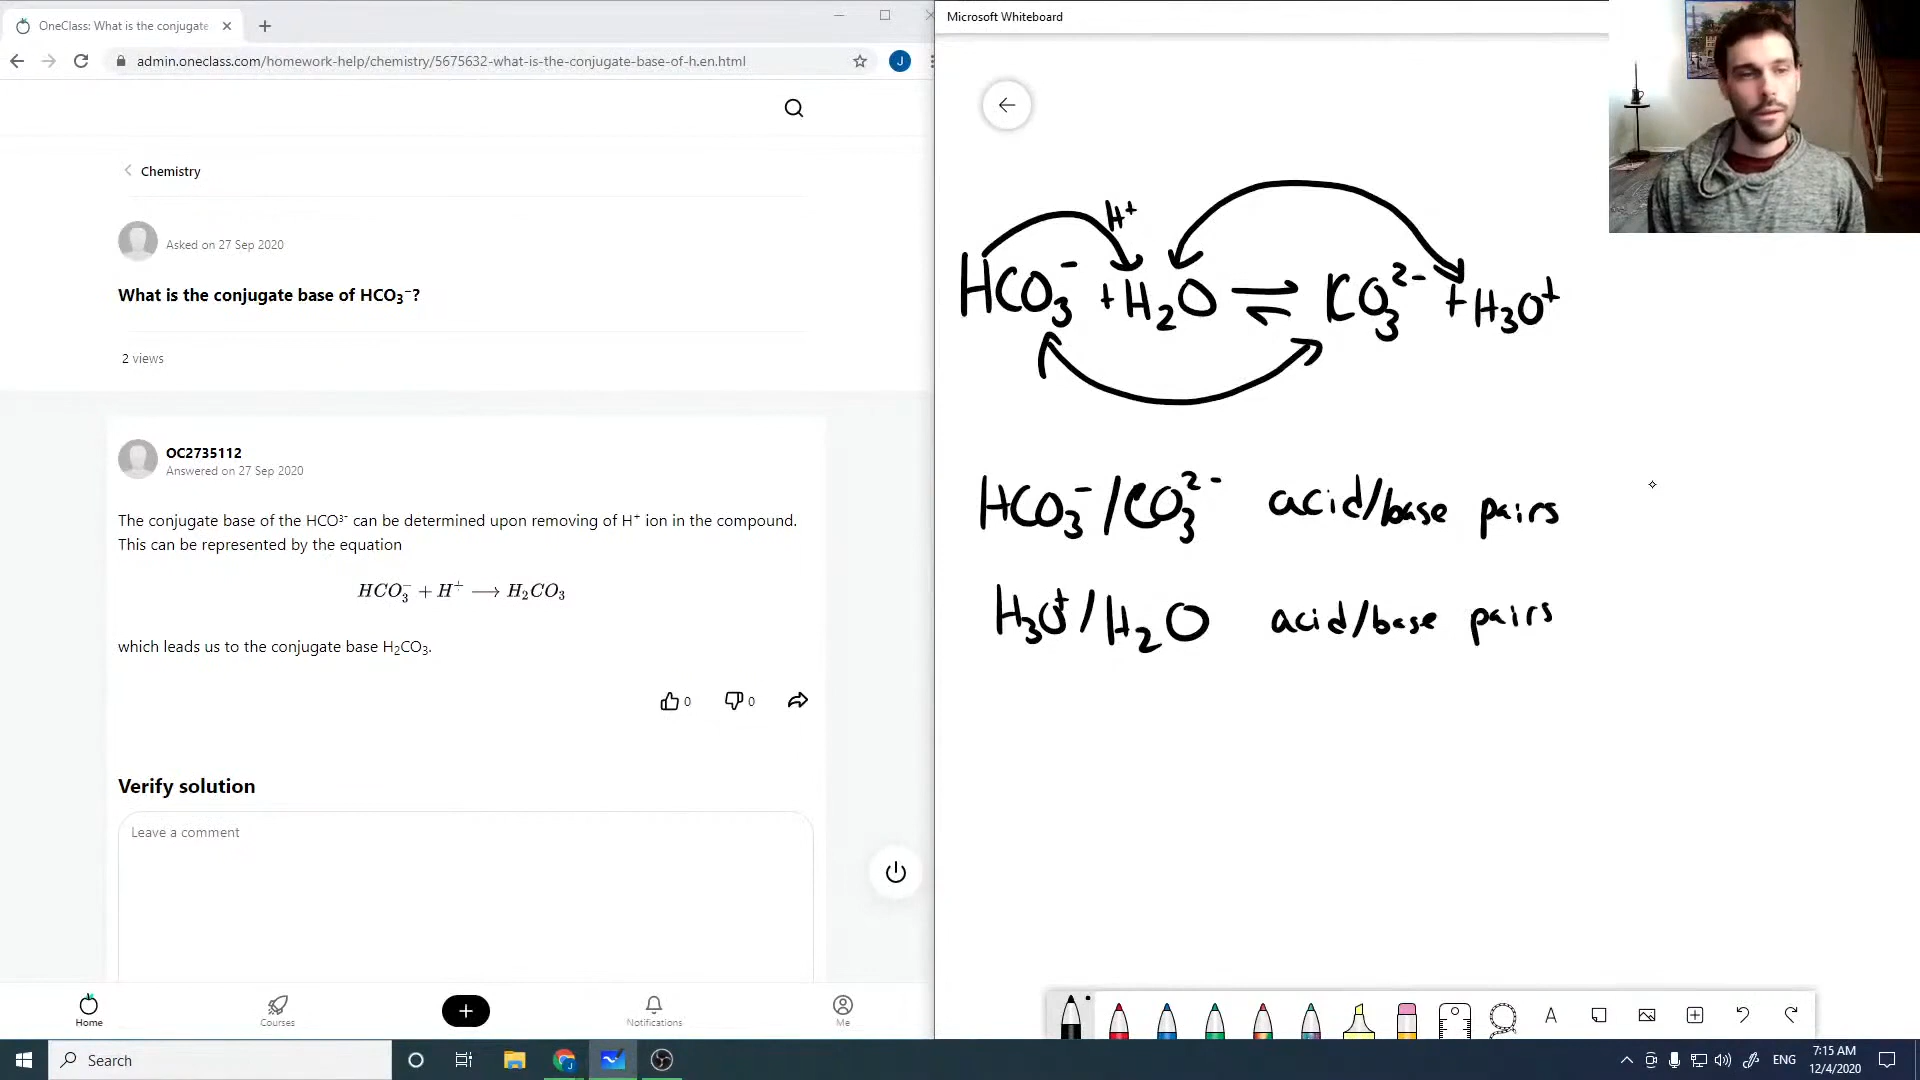 OneClass: What is the conjugate
admin.oneclass.com/homework-help/chemistry/5675632-what-is-the-conjugate-base-of-h.en.html
J
Chemistry
Asked on 27 Sep 2020
What is the conjugate base of HCO₃⁻?
2 views
OC2735112
Answered on 27 Sep 2020
The conjugate base of the HCO³⁻ can be determined upon removing of H⁺ ion in the compound.
This can be represented by the equation
HCO₃⁻ + H⁺ ⟶ H₂CO₃
which leads us to the conjugate base H₂CO₃.
0 0
Verify solution
Leave a comment
Home Courses Notifications Me
Microsoft Whiteboard
H⁺
HCO₃⁻ + H₂O ⇌ CO₃²⁻ + H₃O⁺
HCO₃⁻/CO₃²⁻ acid/base pairs
H₃O⁺/H₂O acid/base pairs
Search
ENG
7:15 AM
12/4/2020